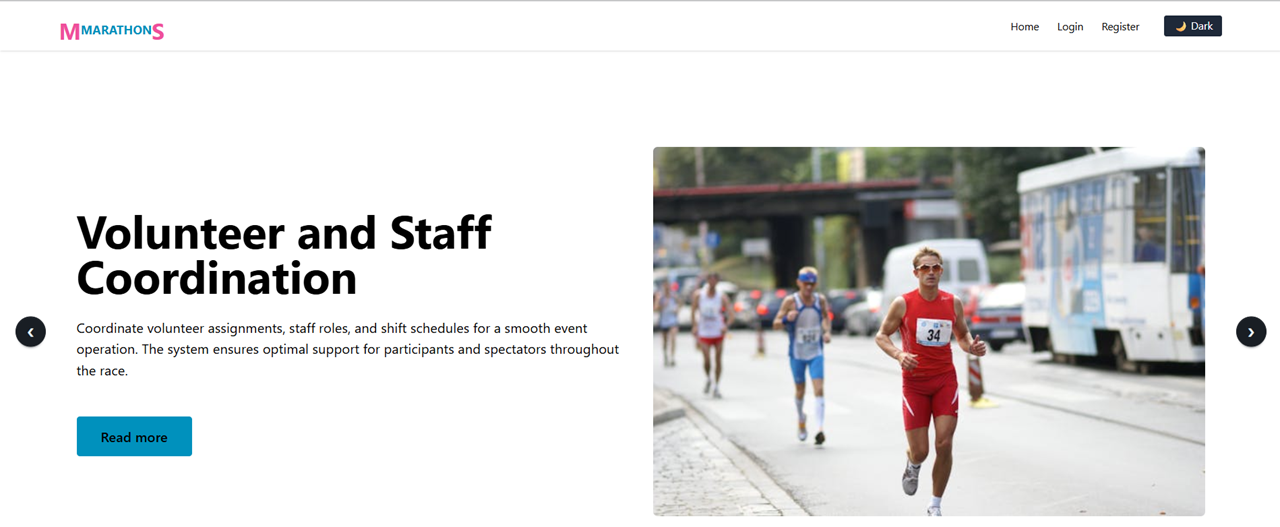 MMARATHONS
Home Login Register 🌙 Dark
Volunteer and Staff
Coordination
Coordinate volunteer assignments, staff roles, and shift schedules for a smooth event
operation. The system ensures optimal support for participants and spectators throughout
the race.
Read more
34